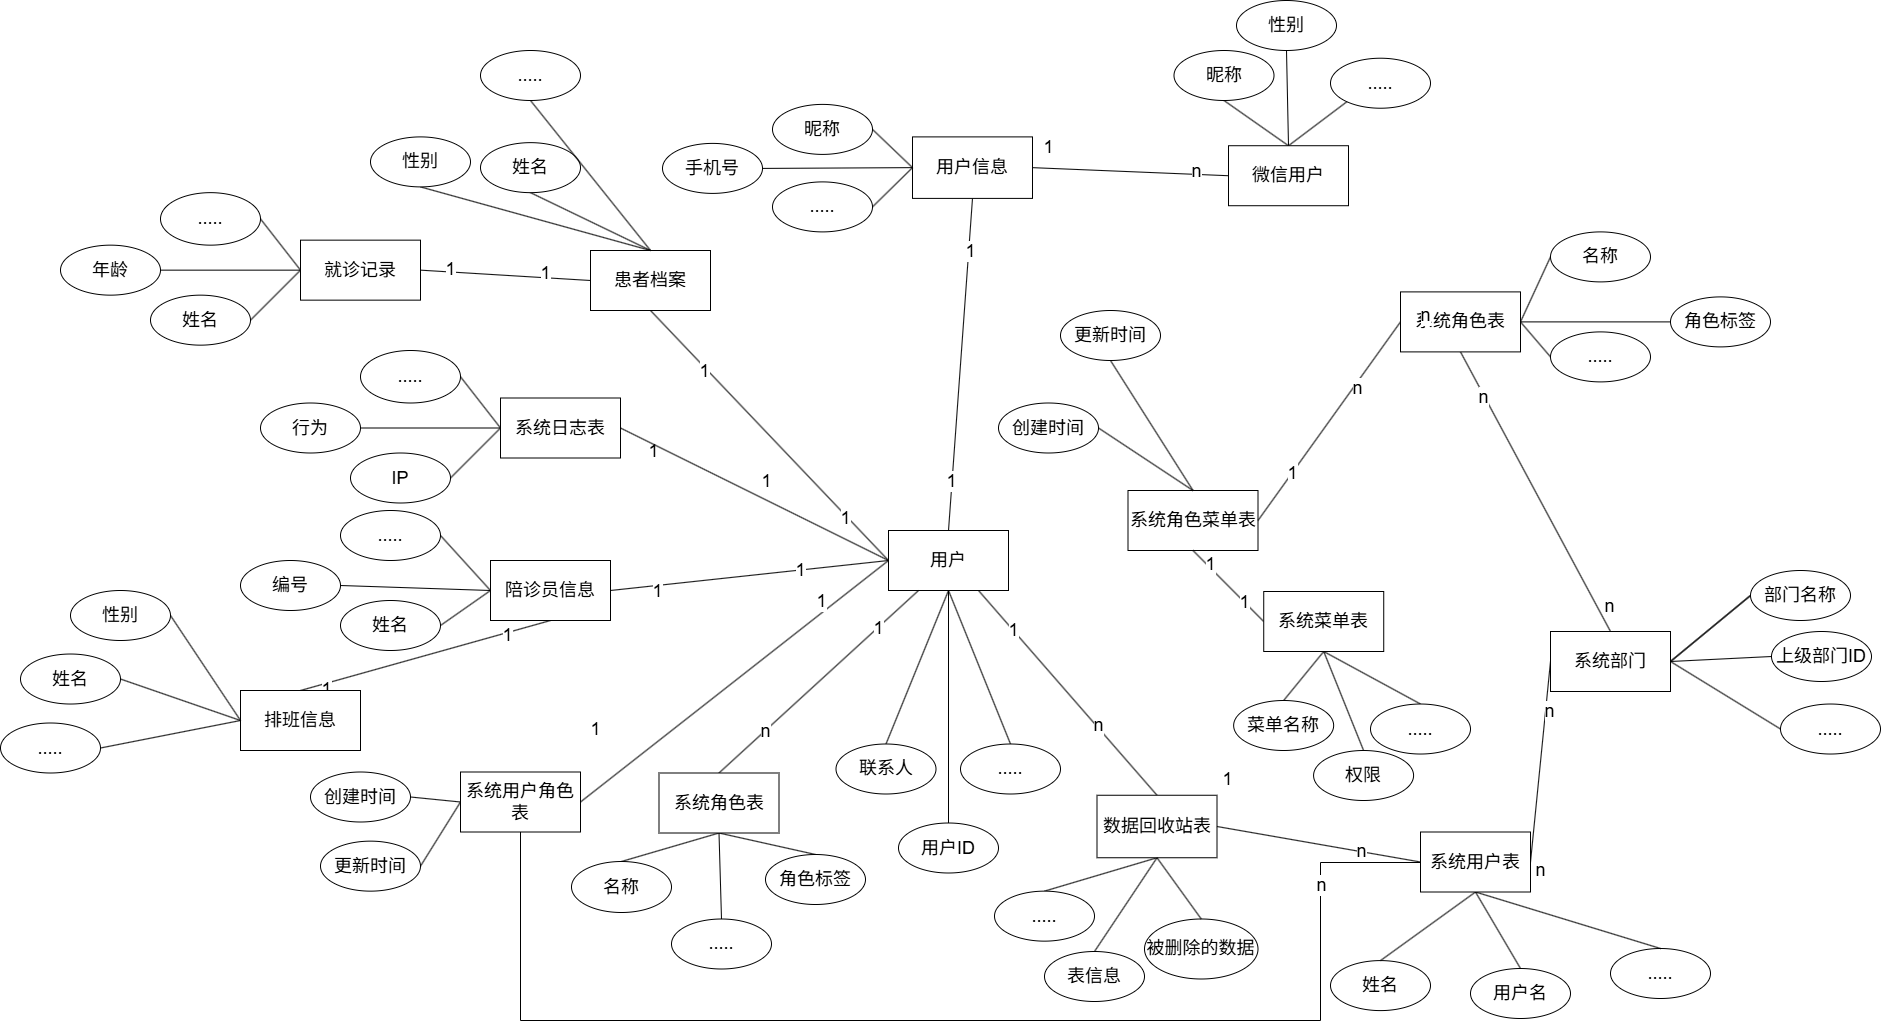 性别
昵称
.....
.....
昵称
手机号
用户信息
1
n
微信用户
.....
性别
姓名
.....
年龄
就诊记录
姓名
1
1
患者档案
1
名称
系统角色表
n
角色标签
.....
更新时间
n
n
.....
1
行为
系统日志表
创建时间
IP
1
1
1
1
1
系统角色菜单表
.....
用户
编号
陪诊员信息
1
1
1
姓名
1
1
1
1
系统菜单表
n
部门名称
性别
1
系统部门
上级部门ID
姓名
1
.....
排班信息
1
n
n
n
菜单名称
.....
.....
联系人
.....
权限
1
创建时间
系统用户角色
表
系统角色表
数据回收站表
更新时间
用户ID
n
系统用户表
n
n
名称
角色标签
.....
.....
被删除的数据
表信息
姓名
用户名
.....